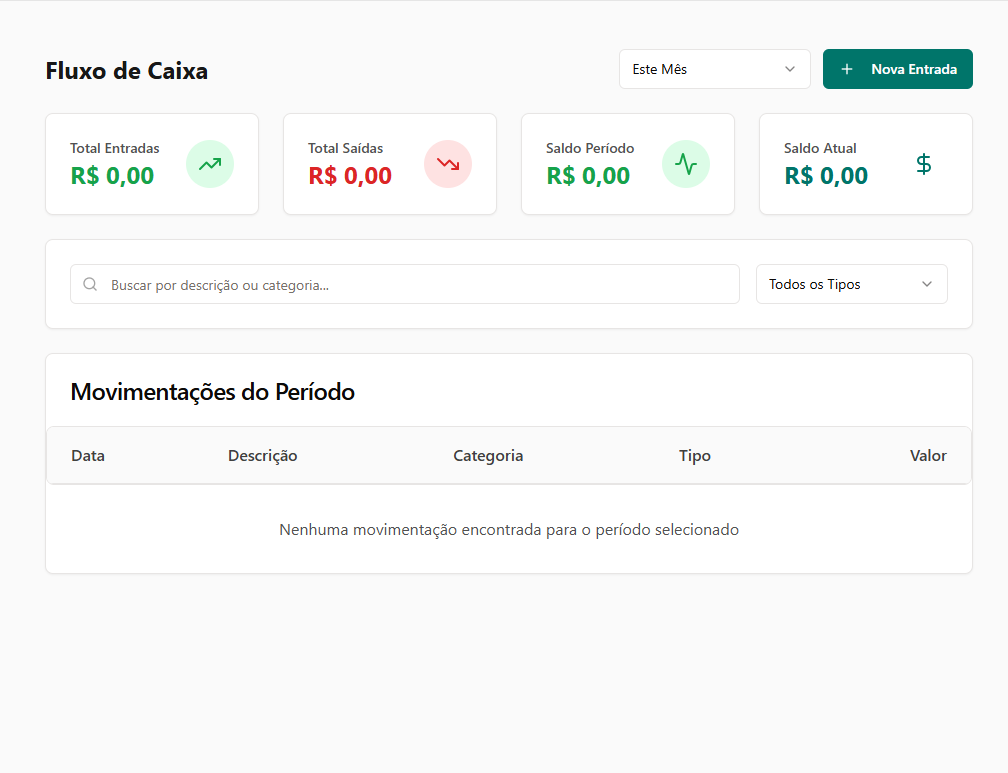 Fluxo de Caixa
Este Mês
Nova Entrada
Total Entradas
R$ 0,00
Total Saídas
R$ 0,00
Saldo Período
R$ 0,00
Saldo Atual
R$ 0,00
Buscar por descrição ou categoria...
Todos os Tipos
Movimentações do Período
Data Descrição Categoria Tipo Valor
Nenhuma movimentação encontrada para o período selecionado